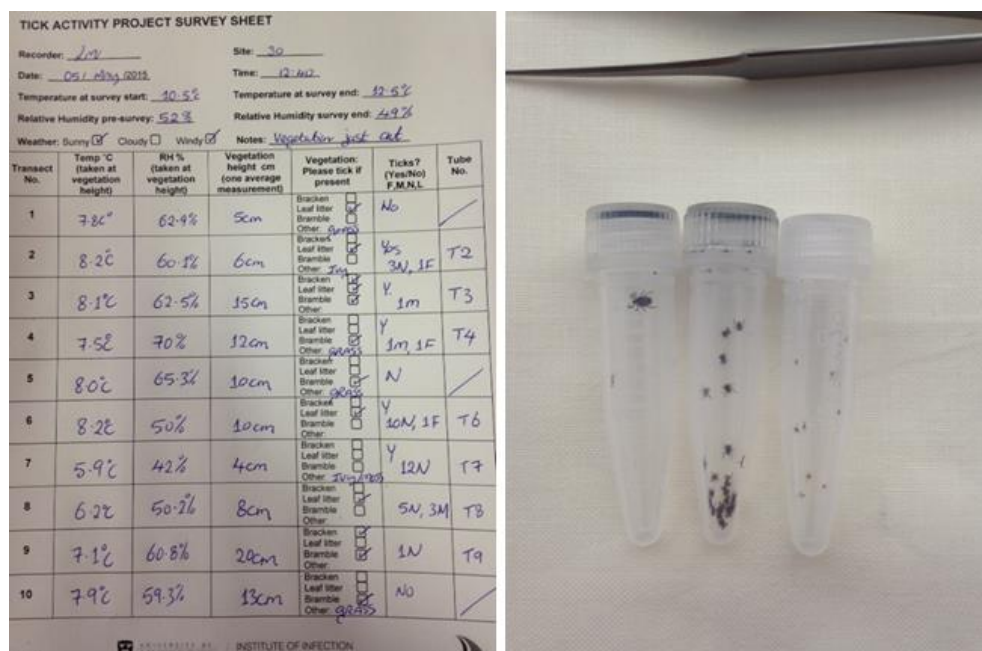 TICK ACTIVITY PROJECT SURVEY SHEET
Recorder: Site: 30
Date: 05/ May /2015 Time: 12:40
Temperature at survey start: 10.5°C Temperature at survey end: 12.5°C
Relative Humidity pre-survey: 52% Relative Humidity survey end: 49%
Weather: Sunny Cloudy Windy Notes: Vegetation just cut
Transect No. Temp °C (taken at vegetation height) RH % (taken at vegetation height) Vegetation height cm (one average measurement) Vegetation: Please tick if present Ticks? (Yes/No) F,M,N,L Tube No.
1 7.8C° 62.9% 5cm Bracken Leaf litter Bramble Other: grass No
2 8.2°C 60.1% 6cm Bracken Leaf litter Bramble Other: Ivy Yes 3N, 1F T2
3 8.1°C 62.5% 15cm Bracken Leaf litter Bramble Other: Y. 1m T3
4 7.5°C 70% 12cm Bracken Leaf litter Bramble Other: GRASS Y 1m, 1F T4
5 8.0°C 65.3% 10cm Bracken Leaf litter Bramble Other: GRASS N
6 8.2°C 50% 10cm Bracken Leaf litter Bramble Other: Y 10N, 1F T6
7 5.9°C 42% 4cm Bracken Leaf litter Bramble Other: Ivy/moss Y 12N T7
8 6.2°C 50.2% 8cm Bracken Leaf litter Bramble Other: 5N, 3M T8
9 7.1°C 60.8% 20cm Bracken Leaf litter Bramble Other: 1N T9
10 7.9°C 59.3% 13cm Bracken Leaf litter Bramble Other: GRASS NO
INSTITUTE OF INFECTION